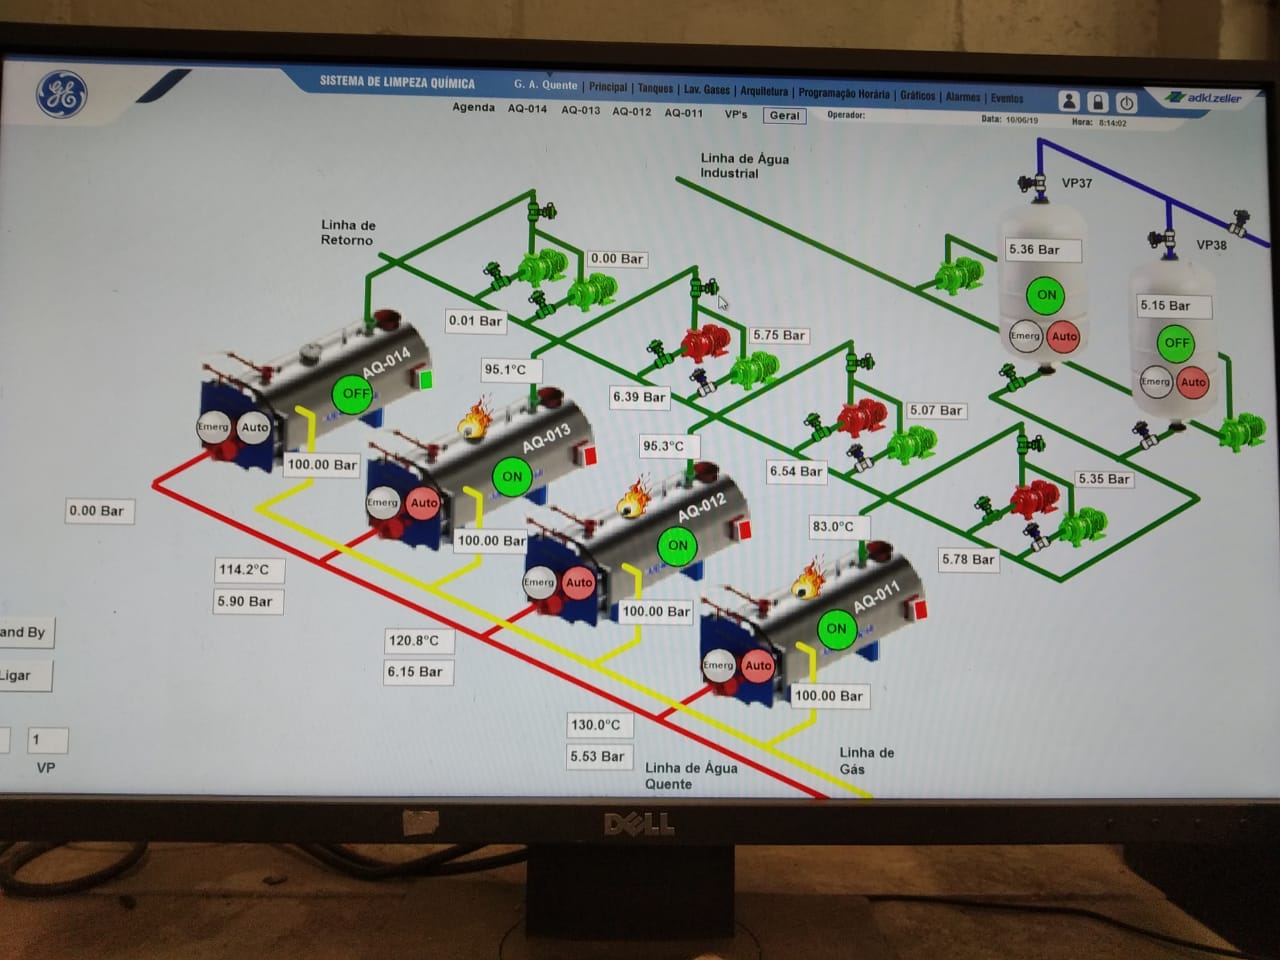 SISTEMA DE LIMPEZA QUÍMICA
G. A. Quente | Principal | Tanques | Lav. Gases | Arquitetura | Programação Horária | Gráficos | Alarmes | Eventos
adkl.zeller
Agenda AQ-014 AQ-013 AQ-012 AQ-011 VP's Geral
Operador: Data: 10/06/19 Hora: 8:14:02
Linha de Água
Industrial
VP37
VP38
Linha de
Retorno
0.00 Bar
5.36 Bar
ON
Emerg Auto
5.15 Bar
OFF
Emerg Auto
0.01 Bar
5.75 Bar
AQ-014
OFF
Emerg Auto
95.1°C
6.39 Bar
5.07 Bar
100.00 Bar
AQ-013
ON
Emerg Auto
95.3°C
6.54 Bar
5.35 Bar
0.00 Bar
100.00 Bar
AQ-012
ON
Emerg Auto
83.0°C
5.78 Bar
114.2°C
5.90 Bar
100.00 Bar
AQ-011
ON
Emerg Auto
and By
Ligar
120.8°C
6.15 Bar
100.00 Bar
1
VP
130.0°C
5.53 Bar
Linha de Água
Quente
Linha de
Gás
DELL